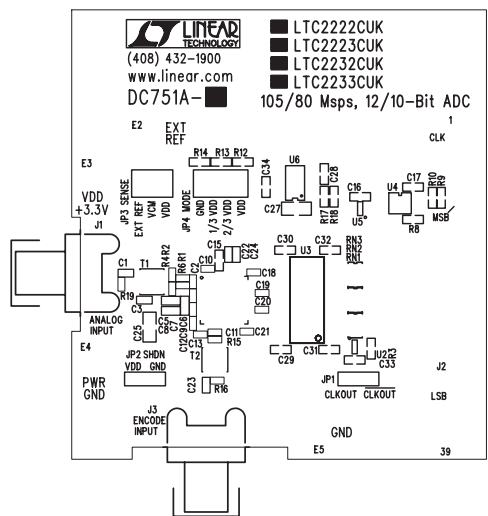 LT LINEAR
TECHNOLOGY
(408) 432-1900
www.linear.com
DC751A-
LTC2222CUK
LTC2223CUK
LTC2232CUK
LTC2233CUK
105/80 Msps, 12/10-Bit ADC
E2
EXT
REF
1
CLK
E3
R14 R13 R12
C34
U6
C28
C16
U4
C17
R10
R9
VDD
+3.3V
J1
JP3 SENSE
EXT REF
VCM
VDD
JP4 MODE
GND
1/3 VDD
2/3 VDD
VDD
C27
R17
R18
U5
MSB
R8
C1
R19
T1
R4
R2
R6
R1
C2
C15
C10
C22
C24
C18
C30
U3
C32
RN3
RN2
RN1
C19
C20
C3
ANALOG
INPUT
C25
C5
C8
C7
C12
C9
C6
C13
C11
R15
C21
E4
JP2 SHDN
VDD GND
T2
C29
C31
U2
R3
C33
PWR
GND
C23
R16
JP1
CLKOUT CLKOUT
J2
LSB
J3
ENCODE
INPUT
GND
E5
39